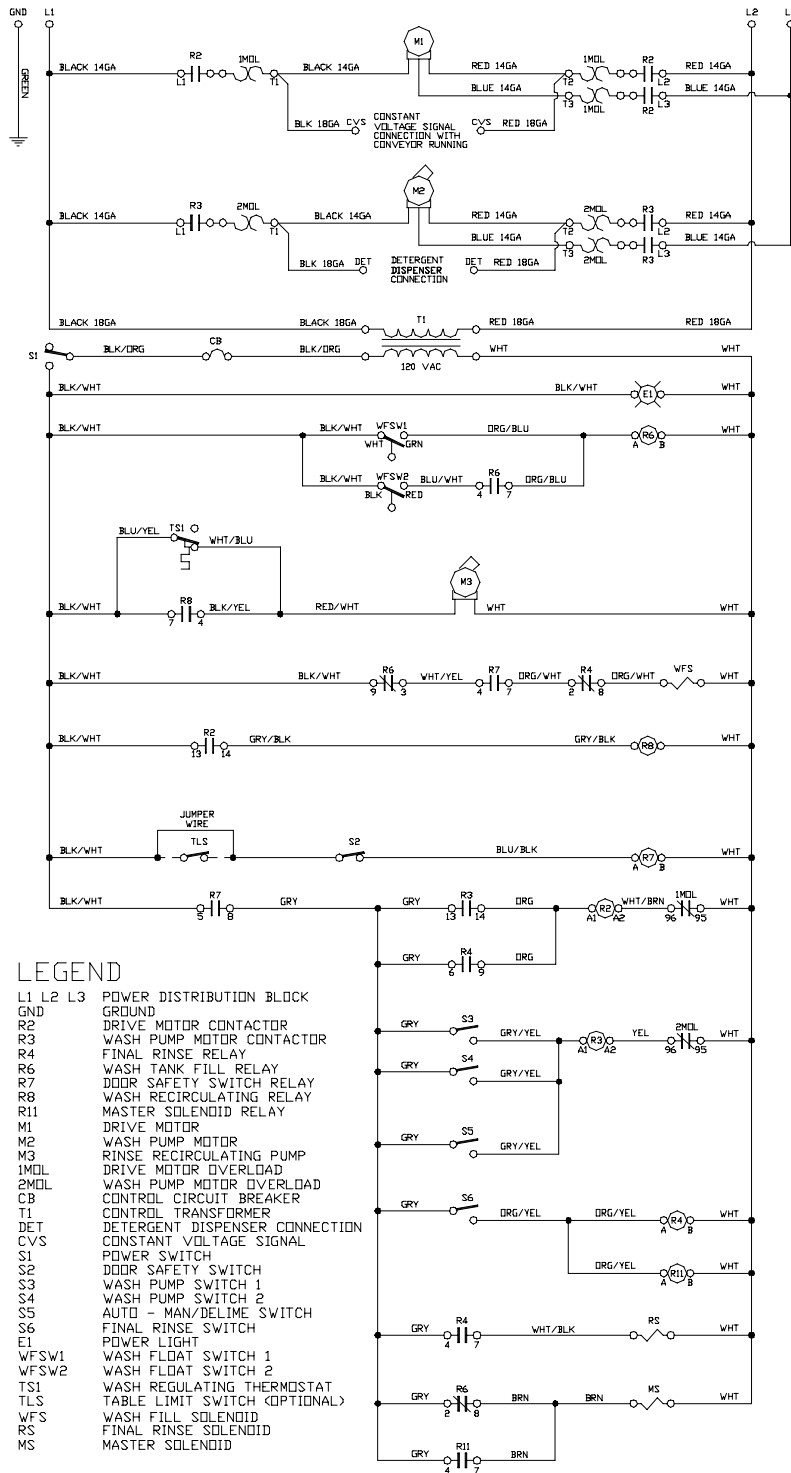 GND L1 L2 L
GREEN
R2 1MOL M1 1MOL R2
BLACK 14GA BLACK 14GA RED 14GA RED 14GA
L1 T1 T2 L2
BLUE 14GA BLUE 14GA
T3 1MOL R2 L3
BLK 18GA CVS CONSTANT VOLTAGE SIGNAL CONNECTION WITH CONVEYOR RUNNING CVS RED 18GA
M2
R3 2MOL 2MOL R3
BLACK 14GA BLACK 14GA RED 14GA RED 14GA
L1 T1 T2 L2
BLUE 14GA BLUE 14GA
T3 2MOL R3 L3
BLK 18GA DET DETERGENT DISPENSER CONNECTION DET RED 18GA
BLACK 18GA BLACK 18GA T1 RED 18GA RED 18GA
S1 BLK/ORG CB BLK/ORG WHT WHT
120 VAC
BLK/WHT BLK/WHT E1 WHT
BLK/WHT BLK/WHT WFSW1 ORG/BLU R6 WHT
WHT GRN A B
BLK/WHT WFSW2 BLU/WHT R6 ORG/BLU
BLK RED 4 7
BLU/YEL TS1 WHT/BLU
M3
BLK/WHT R8 BLK/YEL RED/WHT WHT WHT
7 4
BLK/WHT BLK/WHT R6 WHT/YEL R7 ORG/WHT R4 ORG/WHT WFS WHT
9 3 4 7 2 8
BLK/WHT R2 GRY/BLK GRY/BLK R8 WHT
13 14
JUMPER WIRE
BLK/WHT TLS S2 BLU/BLK R7 WHT
A B
BLK/WHT R7 GRY GRY R3 ORG R2 WHT/BRN 1MOL WHT
5 8 13 14 A1 A2 96 95
GRY R4 ORG
6 9
GRY S3 GRY/YEL R3 YEL 2MOL WHT
A1 A2 96 95
GRY S4 GRY/YEL
GRY S5 GRY/YEL
GRY S6 ORG/YEL ORG/YEL R4 WHT
A B
ORG/YEL R11 WHT
A B
GRY R4 WHT/BLK RS WHT
4 7
GRY R6 BRN BRN MS WHT
2 8
GRY R11 BRN
4 7
LEGEND
L1 L2 L3 POWER DISTRIBUTION BLOCK
GND GROUND
R2 DRIVE MOTOR CONTACTOR
R3 WASH PUMP MOTOR CONTACTOR
R4 FINAL RINSE RELAY
R6 WASH TANK FILL RELAY
R7 DOOR SAFETY SWITCH RELAY
R8 WASH RECIRCULATING RELAY
R11 MASTER SOLENOID RELAY
M1 DRIVE MOTOR
M2 WASH PUMP MOTOR
M3 RINSE RECIRCULATING PUMP
1MOL DRIVE MOTOR OVERLOAD
2MOL WASH PUMP MOTOR OVERLOAD
CB CONTROL CIRCUIT BREAKER
T1 CONTROL TRANSFORMER
DET DETERGENT DISPENSER CONNECTION
CVS CONSTANT VOLTAGE SIGNAL
S1 POWER SWITCH
S2 DOOR SAFETY SWITCH
S3 WASH PUMP SWITCH 1
S4 WASH PUMP SWITCH 2
S5 AUTO - MAN/DELIME SWITCH
S6 FINAL RINSE SWITCH
E1 POWER LIGHT
WFSW1 WASH FLOAT SWITCH 1
WFSW2 WASH FLOAT SWITCH 2
TS1 WASH REGULATING THERMOSTAT
TLS TABLE LIMIT SWITCH (OPTIONAL)
WFS WASH FILL SOLENOID
RS FINAL RINSE SOLENOID
MS MASTER SOLENOID